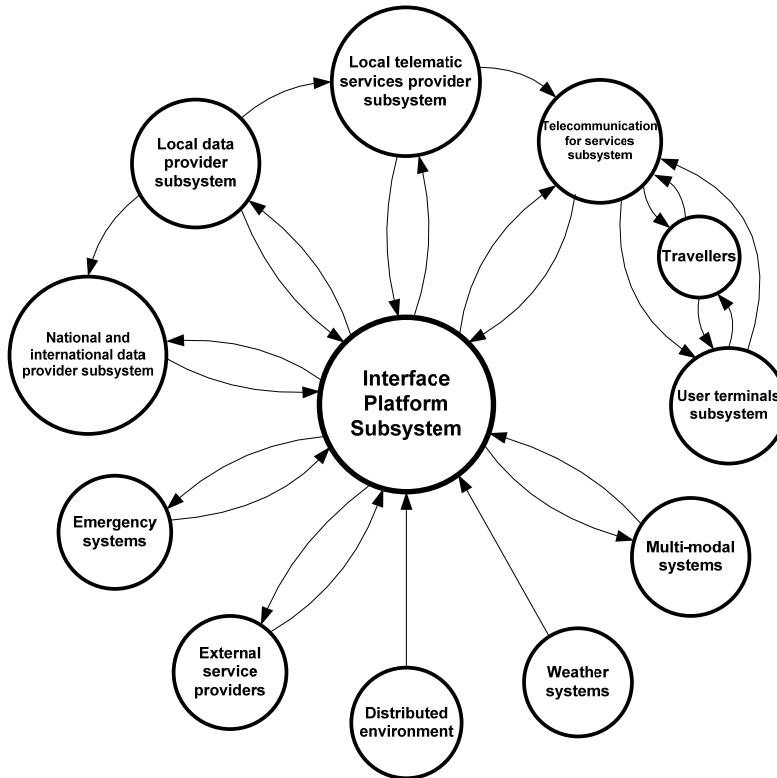 Local telematic
services provider
subsystem
Telecommunication
for services
subsystem
Local data
provider
subsystem
Travellers
National and
international data
provider subsystem
Interface
Platform
Subsystem
User terminals
subsystem
Emergency
systems
Multi-modal
systems
External
service
providers
Weather
systems
Distributed
environment